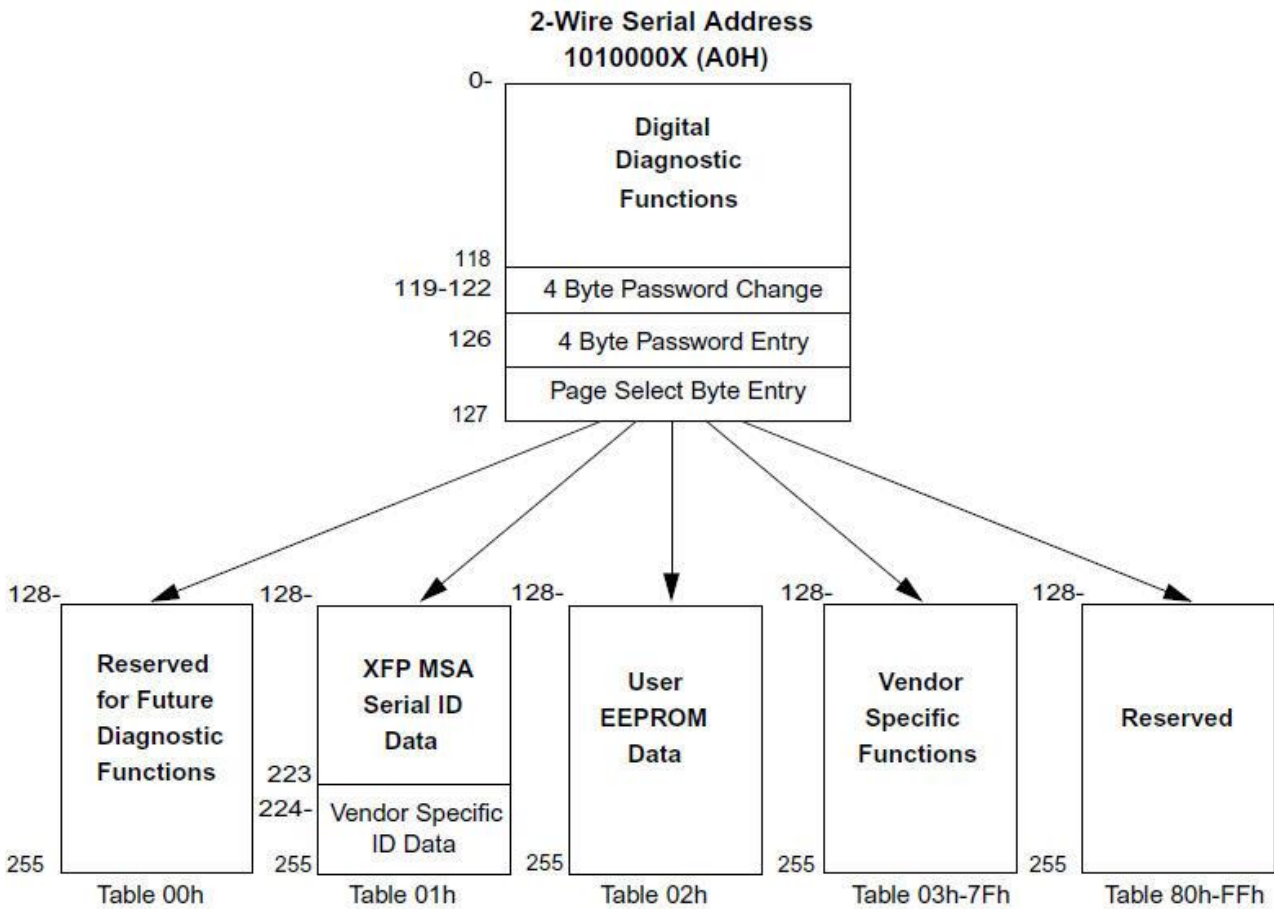 2-Wire Serial Address
1010000X (A0H)
0-
Digital
Diagnostic
Functions
118
119-122
4 Byte Password Change
126
4 Byte Password Entry
Page Select Byte Entry
127
128-
128-
128-
128-
128-
Reserved
for Future
Diagnostic
Functions
255
Table 00h
XFP MSA
Serial ID
Data
223
224-
Vendor Specific
ID Data
255
Table 01h
User
EEPROM
Data
255
Table 02h
Vendor
Specific
Functions
255
Table 03h-7Fh
Reserved
255
Table 80h-FFh